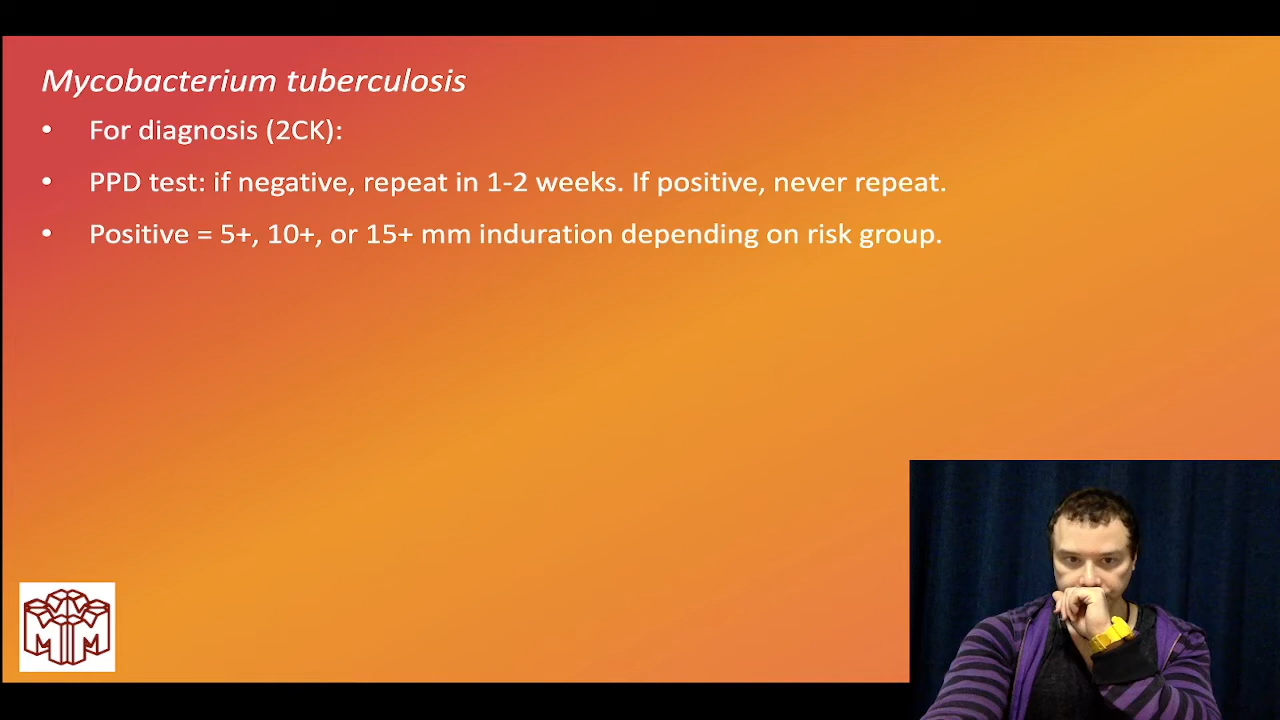 Mycobacterium tuberculosis
• For diagnosis (2CK):
• PPD test: if negative, repeat in 1-2 weeks. If positive, never repeat.
• Positive = 5+, 10+, or 15+ mm induration depending on risk group.
M M